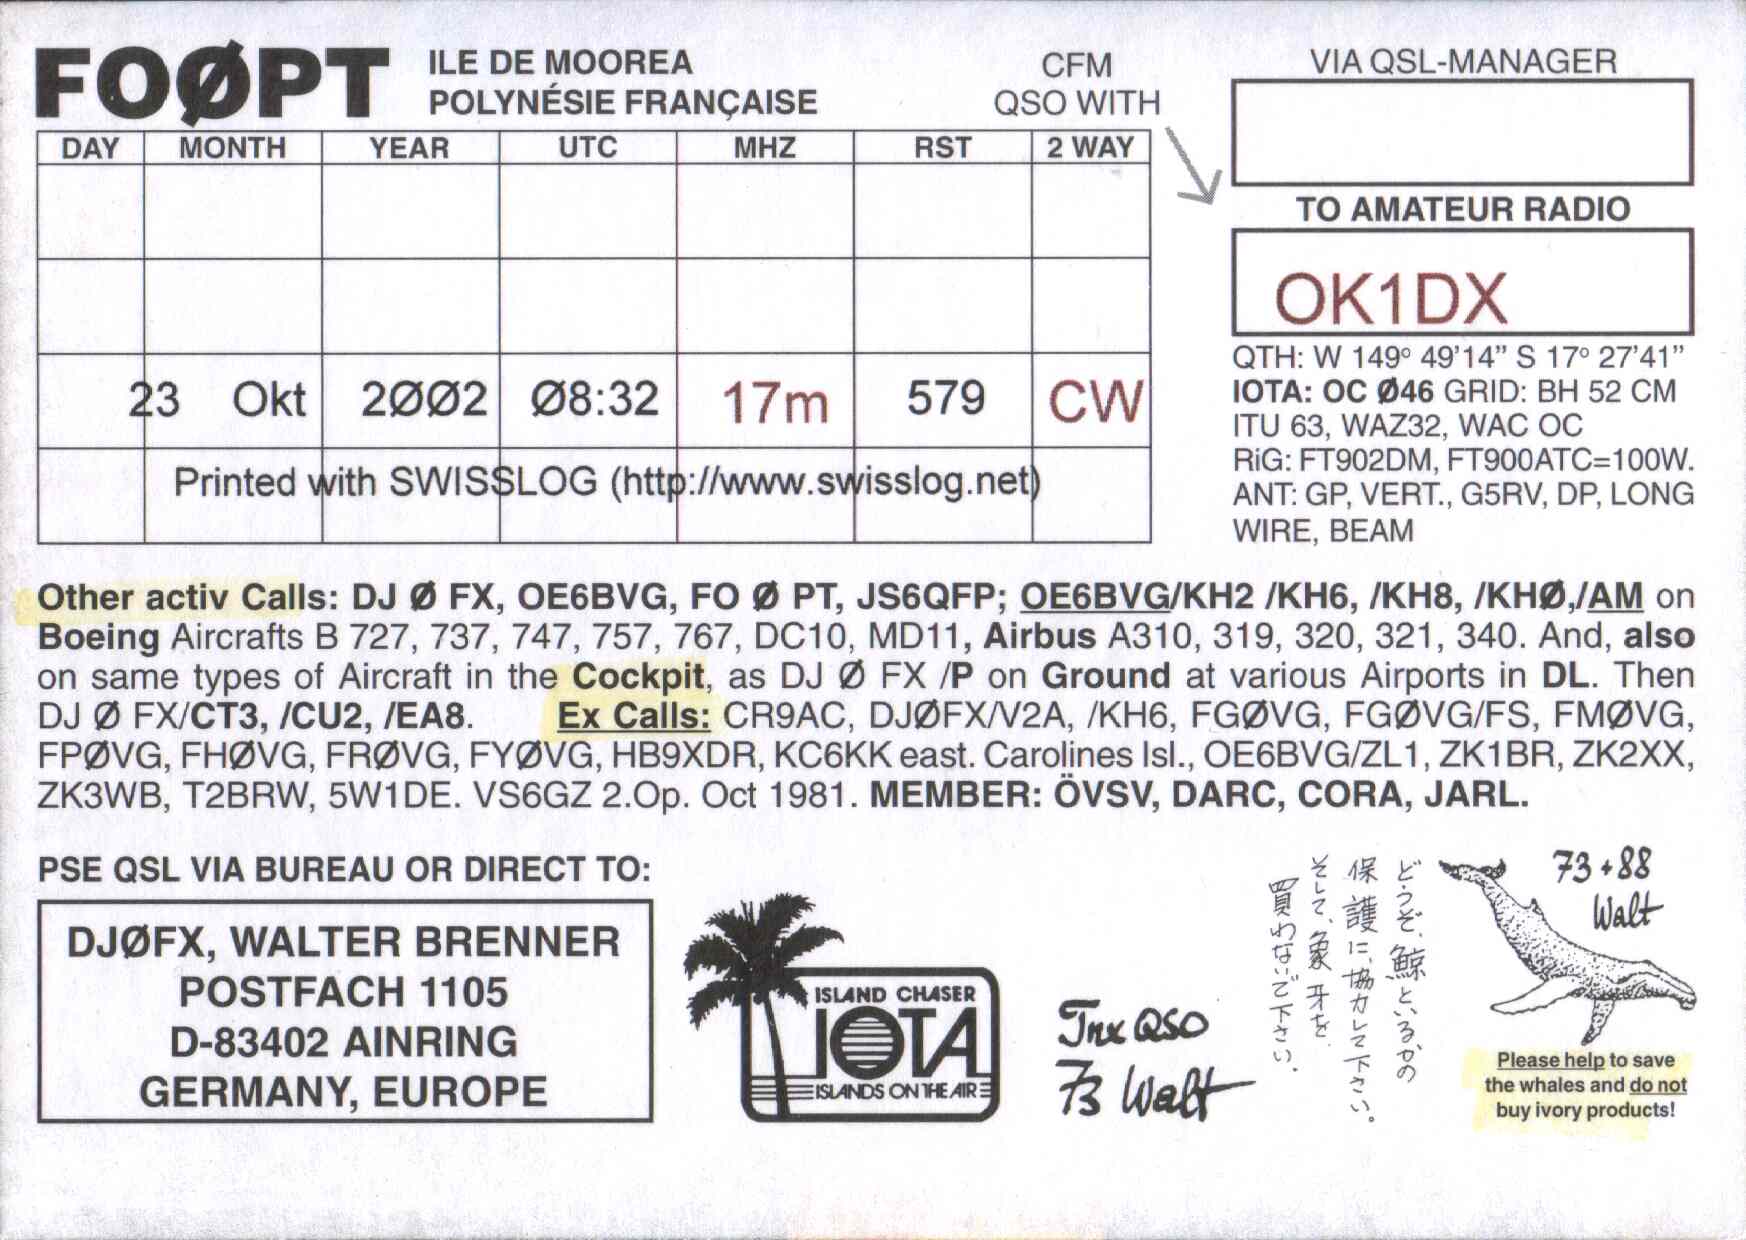 FOØPT
ILE DE MOOREA
POLYNÉSIE FRANÇAISE
CFM
QSO WITH
VIA QSL-MANAGER
DAY MONTH YEAR UTC MHZ RST 2 WAY
TO AMATEUR RADIO
OK1DX
23 Okt 2ØØ2 Ø8:32 17m 579 CW
Printed with SWISSLOG (http://www.swisslog.net)
QTH: W 149° 49'14” S 17° 27'41”
IOTA: OC Ø46 GRID: BH 52 CM
ITU 63, WAZ32, WAC OC
RiG: FT902DM, FT900ATC=100W.
ANT: GP, VERT., G5RV, DP, LONG
WIRE, BEAM
Other activ Calls: DJ Ø FX, OE6BVG, FO Ø PT, JS6QFP; OE6BVG/KH2 /KH6, /KH8, /KHØ,/AM on
Boeing Aircrafts B 727, 737, 747, 757, 767, DC10, MD11, Airbus A310, 319, 320, 321, 340. And, also
on same types of Aircraft in the Cockpit, as DJ Ø FX /P on Ground at various Airports in DL. Then
DJ Ø FX/CT3, /CU2, /EA8. Ex Calls: CR9AC, DJØFX/V2A, /KH6, FGØVG, FGØVG/FS, FMØVG,
FPØVG, FHØVG, FRØVG, FYØVG, HB9XDR, KC6KK east. Carolines Isl., OE6BVG/ZL1, ZK1BR, ZK2XX,
ZK3WB, T2BRW, 5W1DE. VS6GZ 2.Op. Oct 1981. MEMBER: ÖVSV, DARC, CORA, JARL.
PSE QSL VIA BUREAU OR DIRECT TO:
DJØFX, WALTER BRENNER
POSTFACH 1105
D-83402 AINRING
GERMANY, EUROPE
ISLAND CHASER
IOTA
ISLANDS ON THE AIR
Tnx QSO
73 Walt
どうぞ、鯨といるかの
保護に、協力して下さい。
そして、象牙を
買わないで下さい。
73+88
Walt
Please help to save
the whales and do not
buy ivory products!